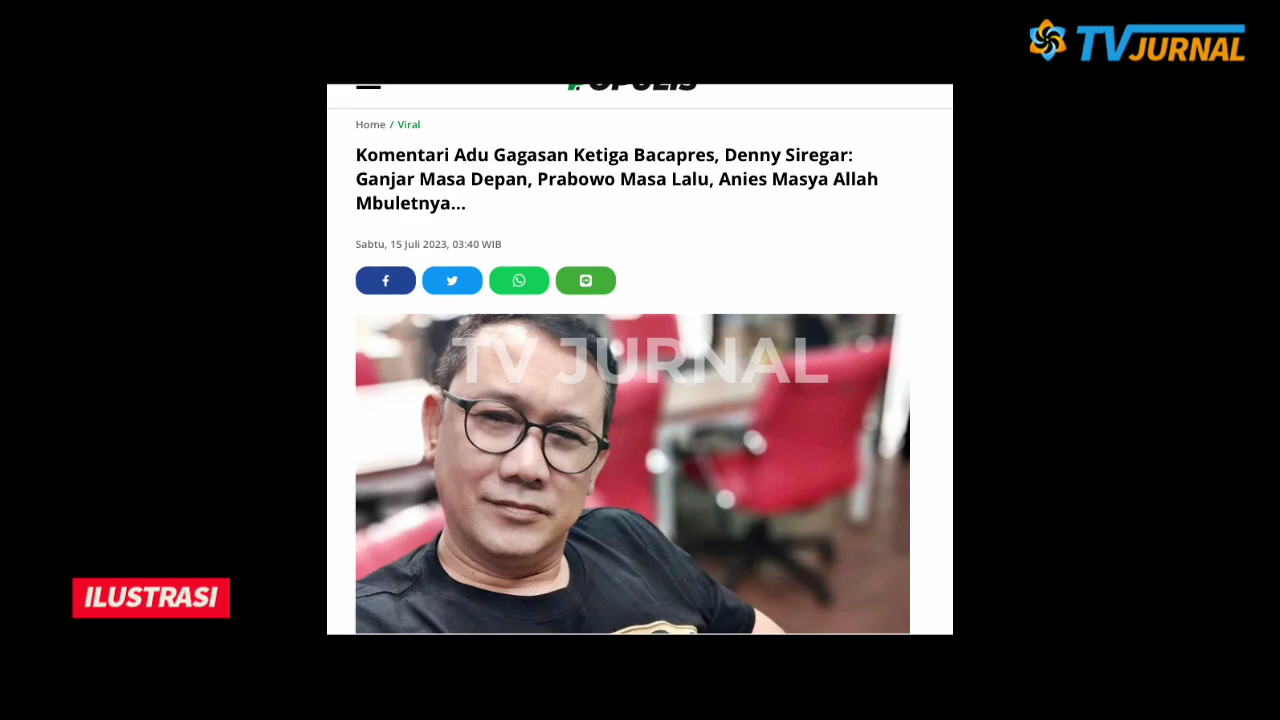 TV JURNAL
POPULIS
Home / Viral
Komentari Adu Gagasan Ketiga Bacapres, Denny Siregar:
Ganjar Masa Depan, Prabowo Masa Lalu, Anies Masya Allah
Mbuletnya...
Sabtu, 15 Juli 2023, 03:40 WIB
TV JURNAL
ILUSTRASI